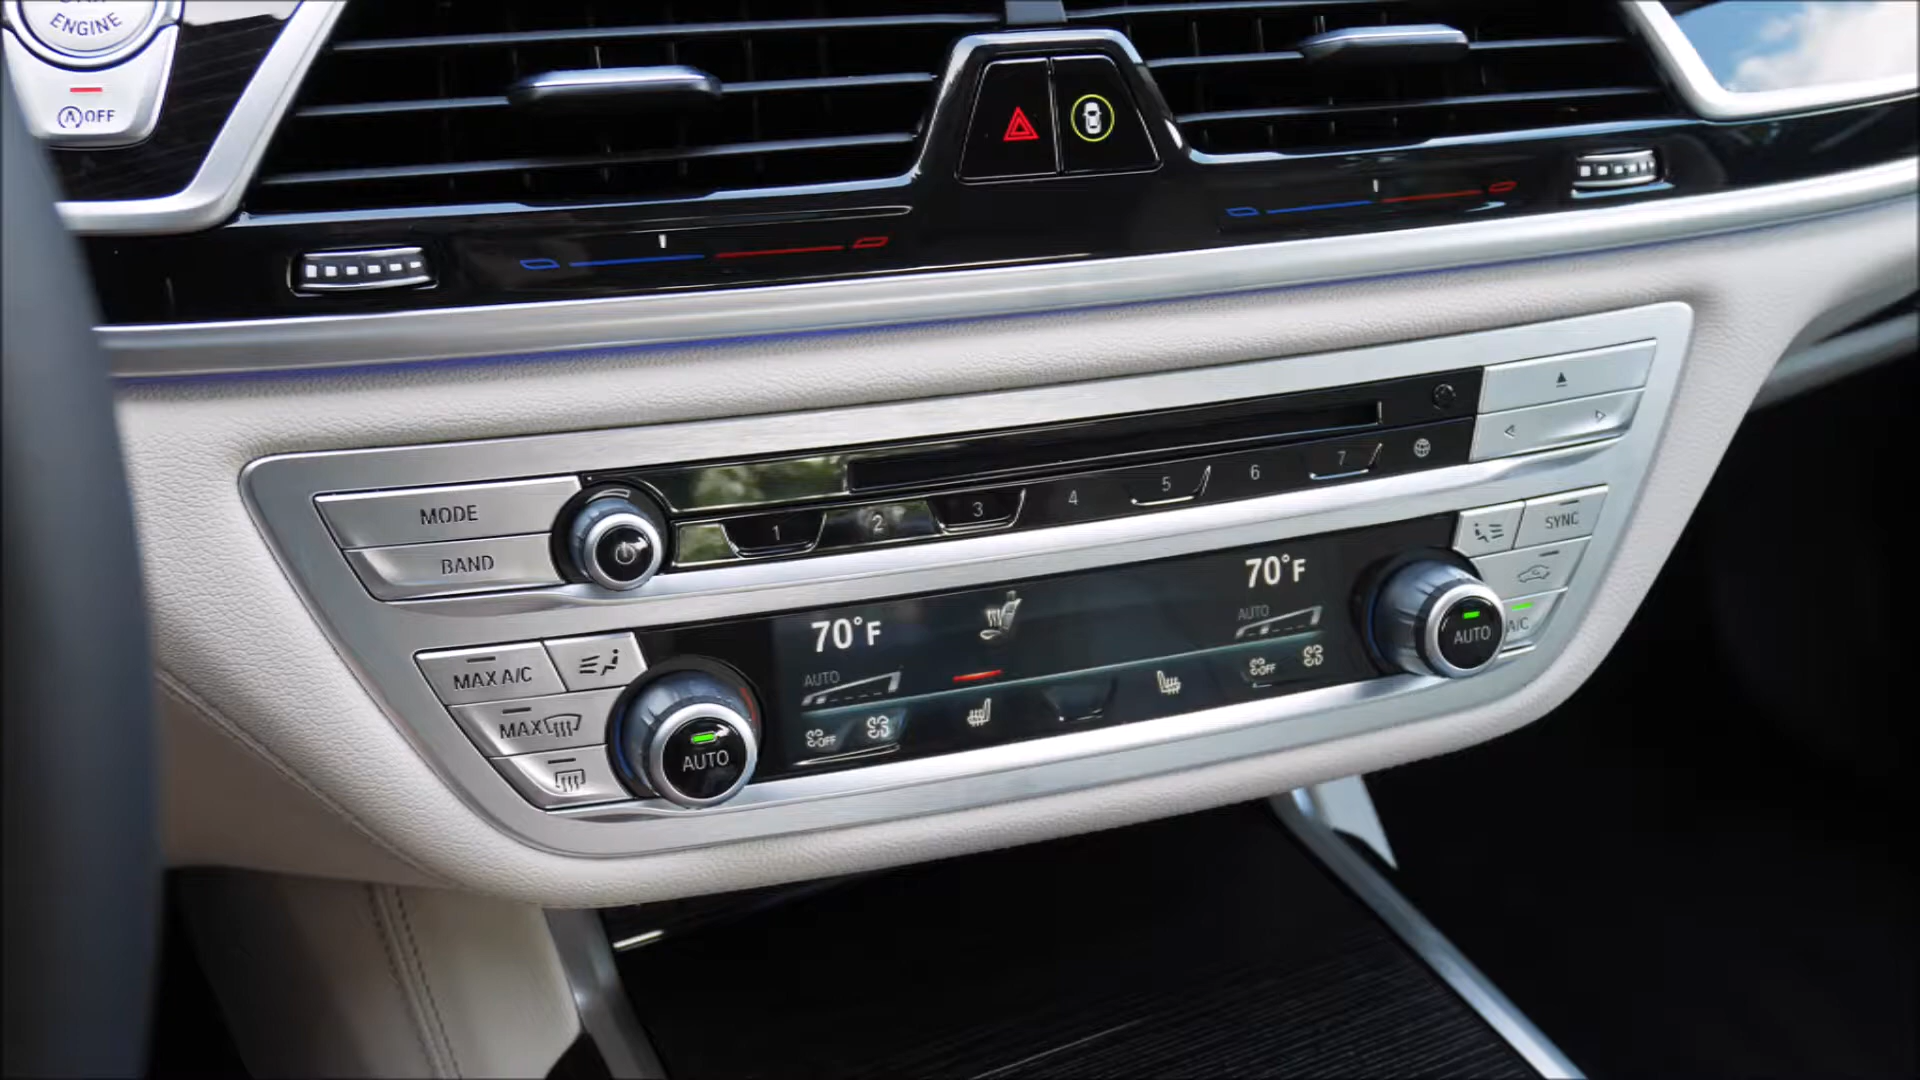 ENGINE
(A) OFF
MODE
BAND
1 2 3 4 5 6 7
SYNC
70°F
70°F
AUTO
AUTO
MAX A/C
MAX
OFF
OFF
AUTO
AUTO
A/C